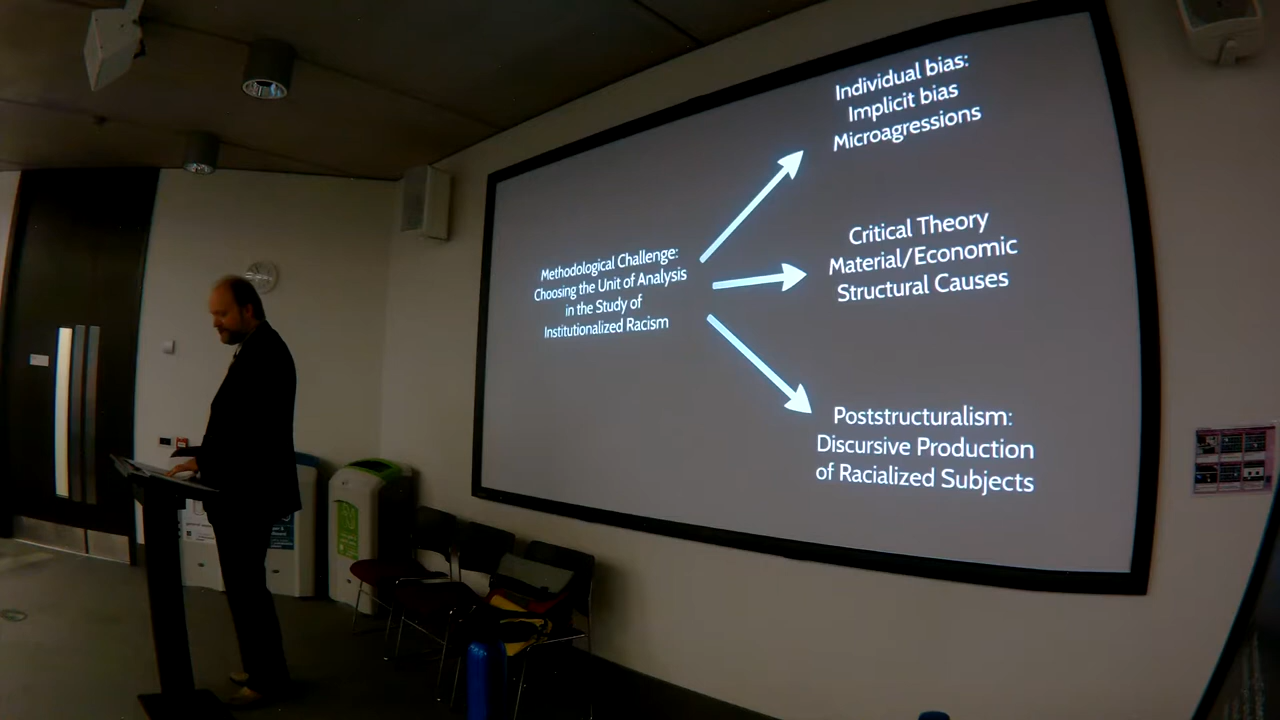 Methodological Challenge:
Choosing the Unit of Analysis
in the Study of
Institutionalized Racism
Individual bias:
Implicit bias
Microagressions
Critical Theory
Material/Economic
Structural Causes
Poststructuralism:
Discursive Production
of Racialized Subjects